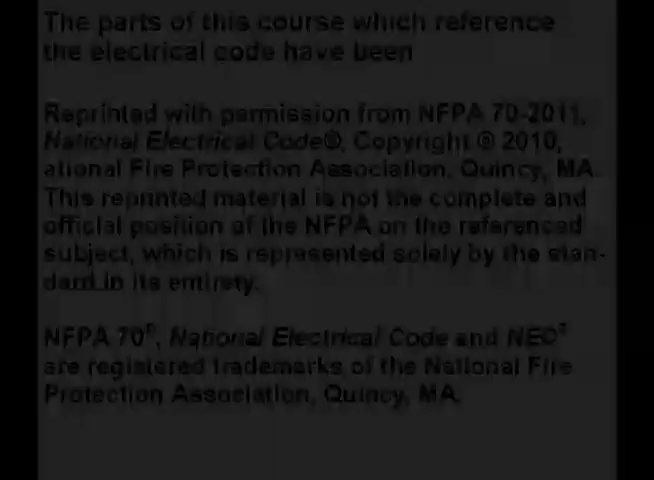 The parts of this course which reference
the electrical code have been
Reprinted with permission from NFPA 70-2011,
National Electrical Code®, Copyright © 2010,
ational Fire Protection Association, Quincy, MA.
This reprinted material is not the complete and
official position of the NFPA on the referenced
subject, which is represented solely by the stan-
dard in its entirety.
NFPA 70®, National Electrical Code and NEC®
are registered trademarks of the National Fire
Protection Association, Quincy, MA.